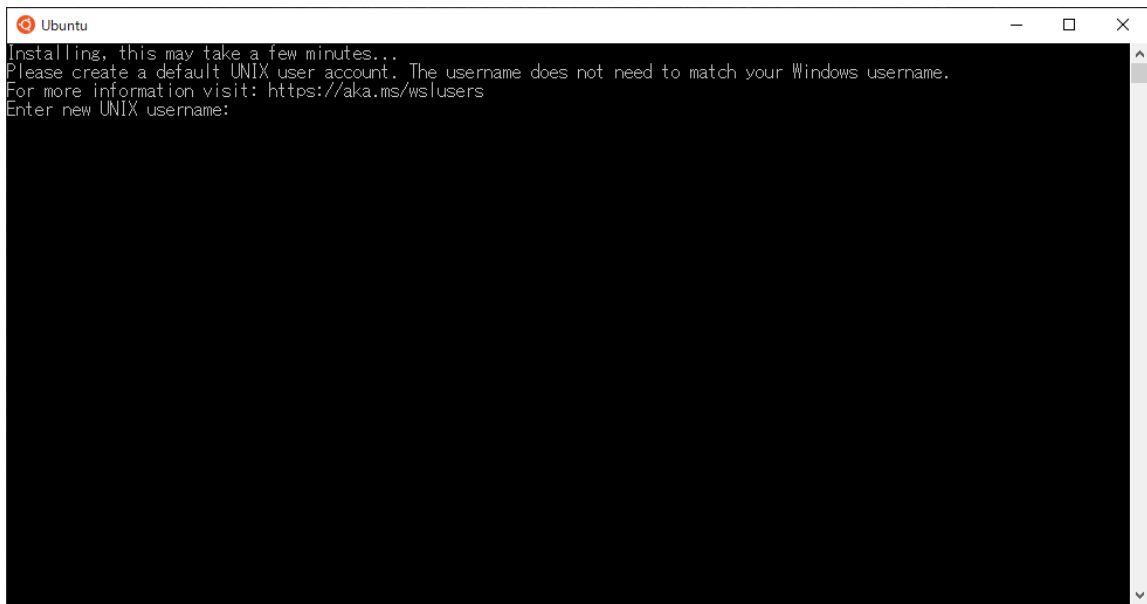 Ubuntu
Installing, this may take a few minutes...
Please create a default UNIX user account. The username does not need to match your Windows username.
For more information visit: https://aka.ms/wslusers
Enter new UNIX username: